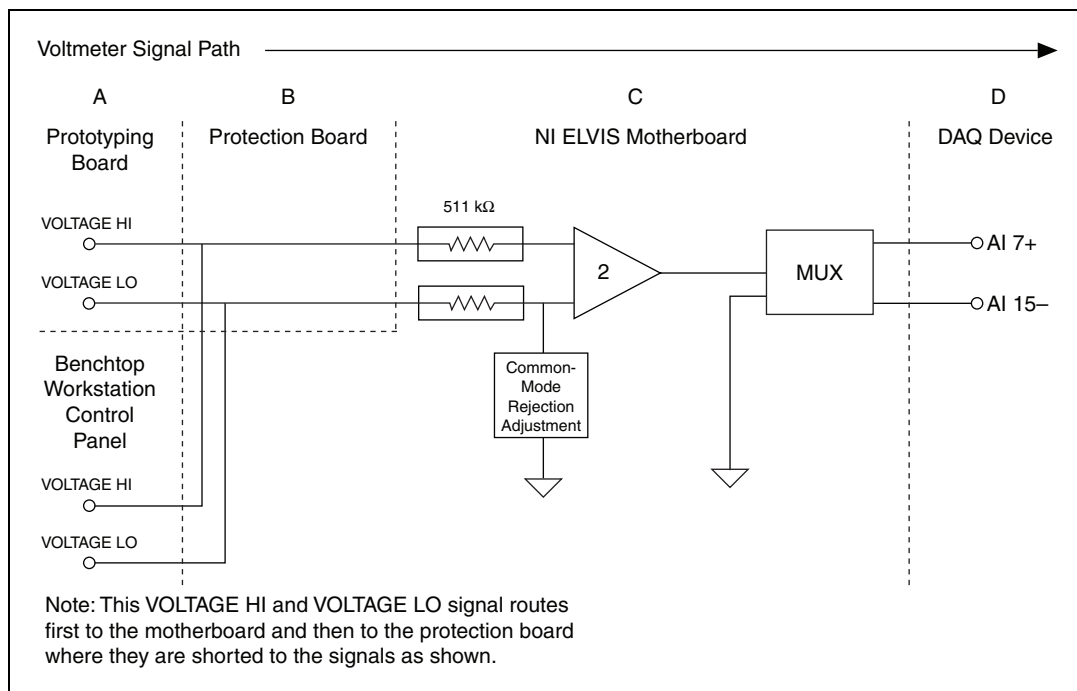 Voltmeter Signal Path
A
B
C
D
Prototyping
Board
Protection Board
NI ELVIS Motherboard
DAQ Device
VOLTAGE HI
511 kΩ
AI 7+
VOLTAGE LO
2
MUX
AI 15–
Benchtop
Workstation
Control
Panel
Common-
Mode
Rejection
Adjustment
VOLTAGE HI
VOLTAGE LO
Note: This VOLTAGE HI and VOLTAGE LO signal routes
first to the motherboard and then to the protection board
where they are shorted to the signals as shown.